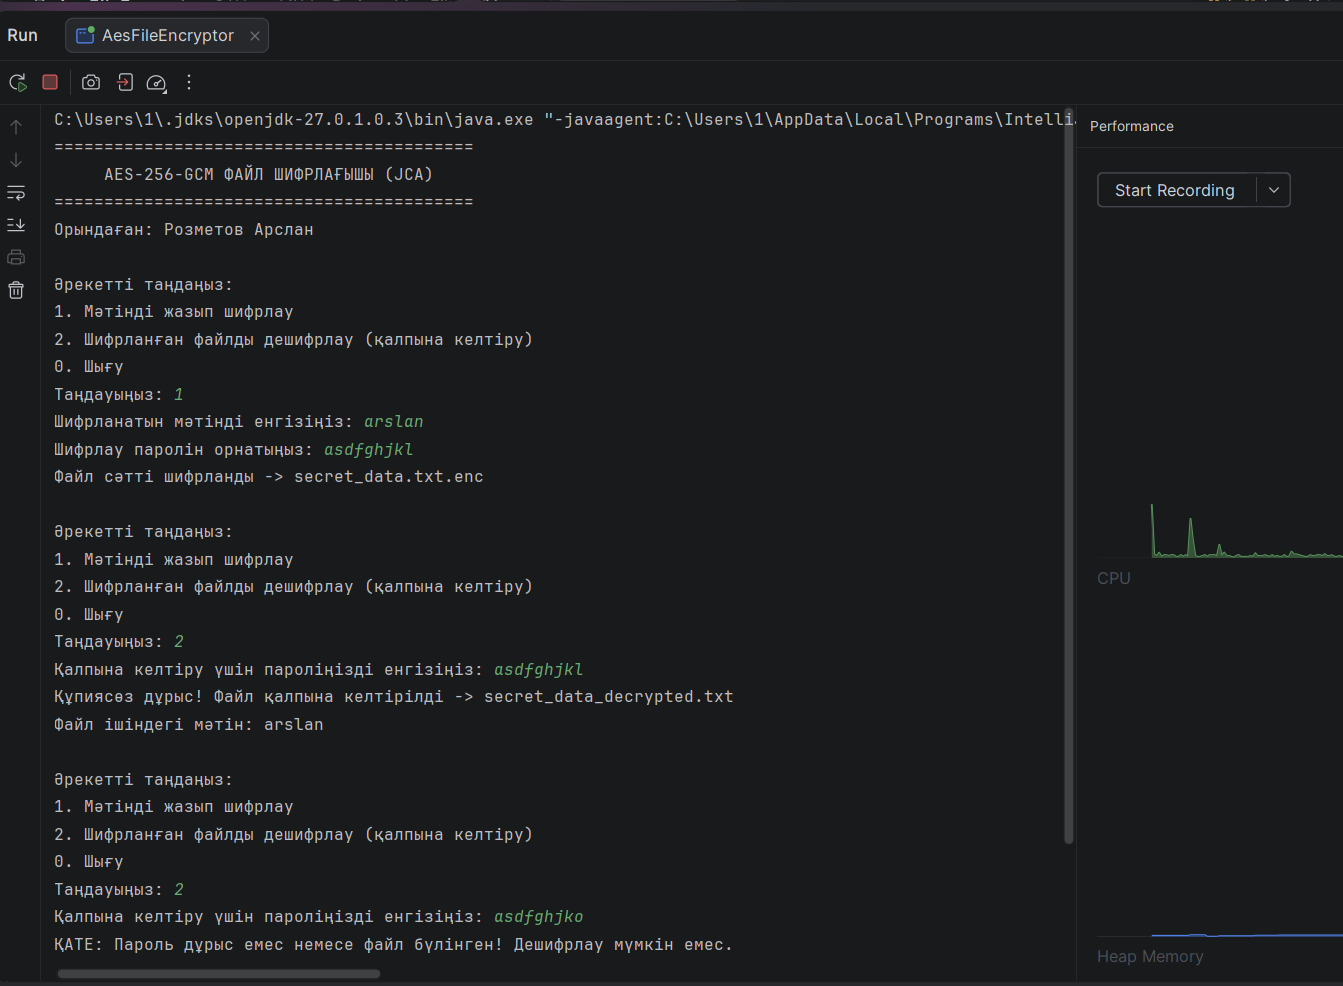 Run
AesFileEncryptor
C:\Users\1\.jdks\openjdk-27.0.1.0.3\bin\java.exe "-javaagent:C:\Users\1\AppData\Local\Programs\Intelli
=========================================
AES-256-GCM ФАЙЛ ШИФРЛАҒЫШЫ (JCA)
=========================================
Орындаған: Розметов Арслан
Әрекетті таңдаңыз:
1. Мәтінді жазып шифрлау
2. Шифрланған файлды дешифрлау (қалпына келтіру)
0. Шығу
Таңдауыңыз: 1
Шифрланатын мәтінді енгізіңіз: arslan
Шифрлау паролін орнатыңыз: asdfghjkl
Файл сәтті шифрланды -> secret_data.txt.enc
Әрекетті таңдаңыз:
1. Мәтінді жазып шифрлау
2. Шифрланған файлды дешифрлау (қалпына келтіру)
0. Шығу
Таңдауыңыз: 2
Қалпына келтіру үшін пароліңізді енгізіңіз: asdfghjkl
Құпиясөз дұрыс! Файл қалпына келтірілді -> secret_data_decrypted.txt
Файл ішіндегі мәтін: arslan
Әрекетті таңдаңыз:
1. Мәтінді жазып шифрлау
2. Шифрланған файлды дешифрлау (қалпына келтіру)
0. Шығу
Таңдауыңыз: 2
Қалпына келтіру үшін пароліңізді енгізіңіз: asdfghjko
ҚАТЕ: Пароль дұрыс емес немесе файл бүлінген! Дешифрлау мүмкін емес.
Performance
Start Recording
CPU
Heap Memory